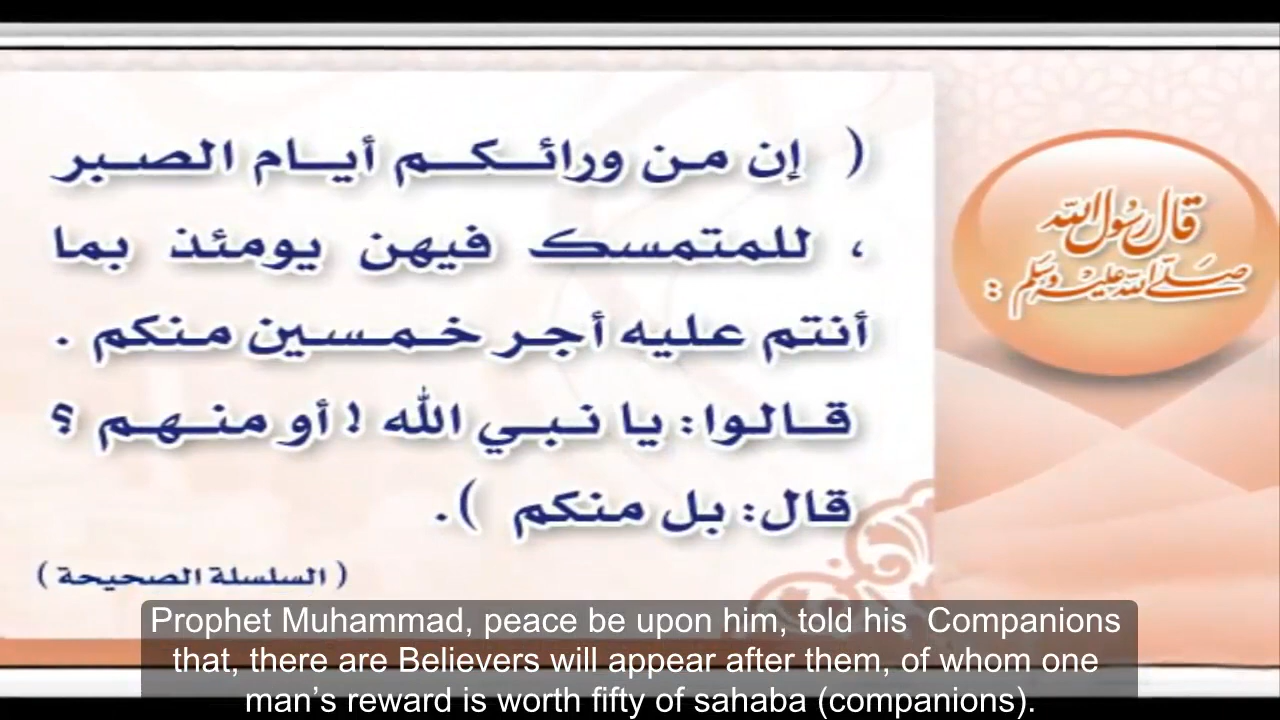 قال رسول الله
صلى الله عليه وسلم :
( إن من ورائكم أيام الصبر
، للمتمسك فيهن يومئذ بما
أنتم عليه أجر خمسين منكم .
قالوا: يا نبي الله ! أو منهم ؟
قال: بل منكم ).
( السلسلة الصحيحة )
Prophet Muhammad, peace be upon him, told his Companions
that, there are Believers will appear after them, of whom one
man’s reward is worth fifty of sahaba (companions).